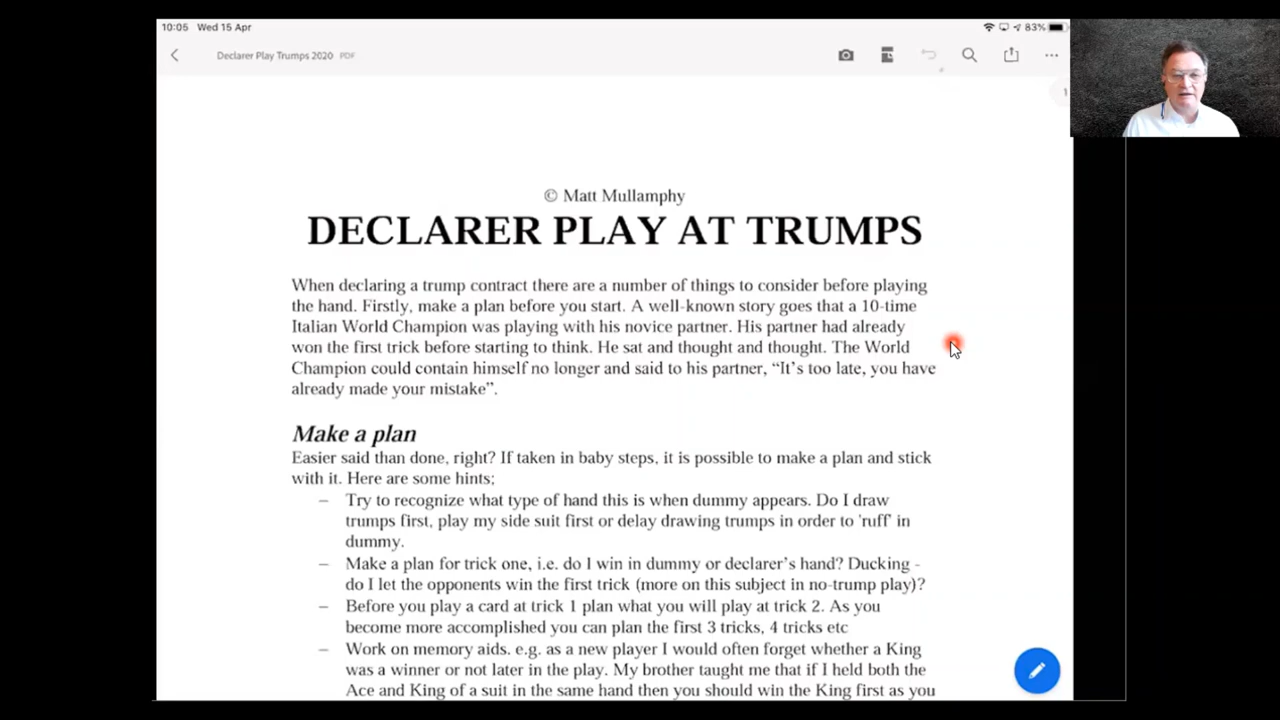 10:05 Wed 15 Apr
83%
Declarer Play Trumps 2020 PDF
1
© Matt Mullamphy
DECLARER PLAY AT TRUMPS
When declaring a trump contract there are a number of things to consider before playing
the hand. Firstly, make a plan before you start. A well-known story goes that a 10-time
Italian World Champion was playing with his novice partner. His partner had already
won the first trick before starting to think. He sat and thought and thought. The World
Champion could contain himself no longer and said to his partner, “It’s too late, you have
already made your mistake”.
Make a plan
Easier said than done, right? If taken in baby steps, it is possible to make a plan and stick
with it. Here are some hints;
– Try to recognize what type of hand this is when dummy appears. Do I draw
trumps first, play my side suit first or delay drawing trumps in order to 'ruff' in
dummy.
– Make a plan for trick one, i.e. do I win in dummy or declarer’s hand? Ducking -
do I let the opponents win the first trick (more on this subject in no-trump play)?
– Before you play a card at trick 1 plan what you will play at trick 2. As you
become more accomplished you can plan the first 3 tricks, 4 tricks etc
– Work on memory aids. e.g. as a new player I would often forget whether a King
was a winner or not later in the play. My brother taught me that if I held both the
Ace and King of a suit in the same hand then you should win the King first as you